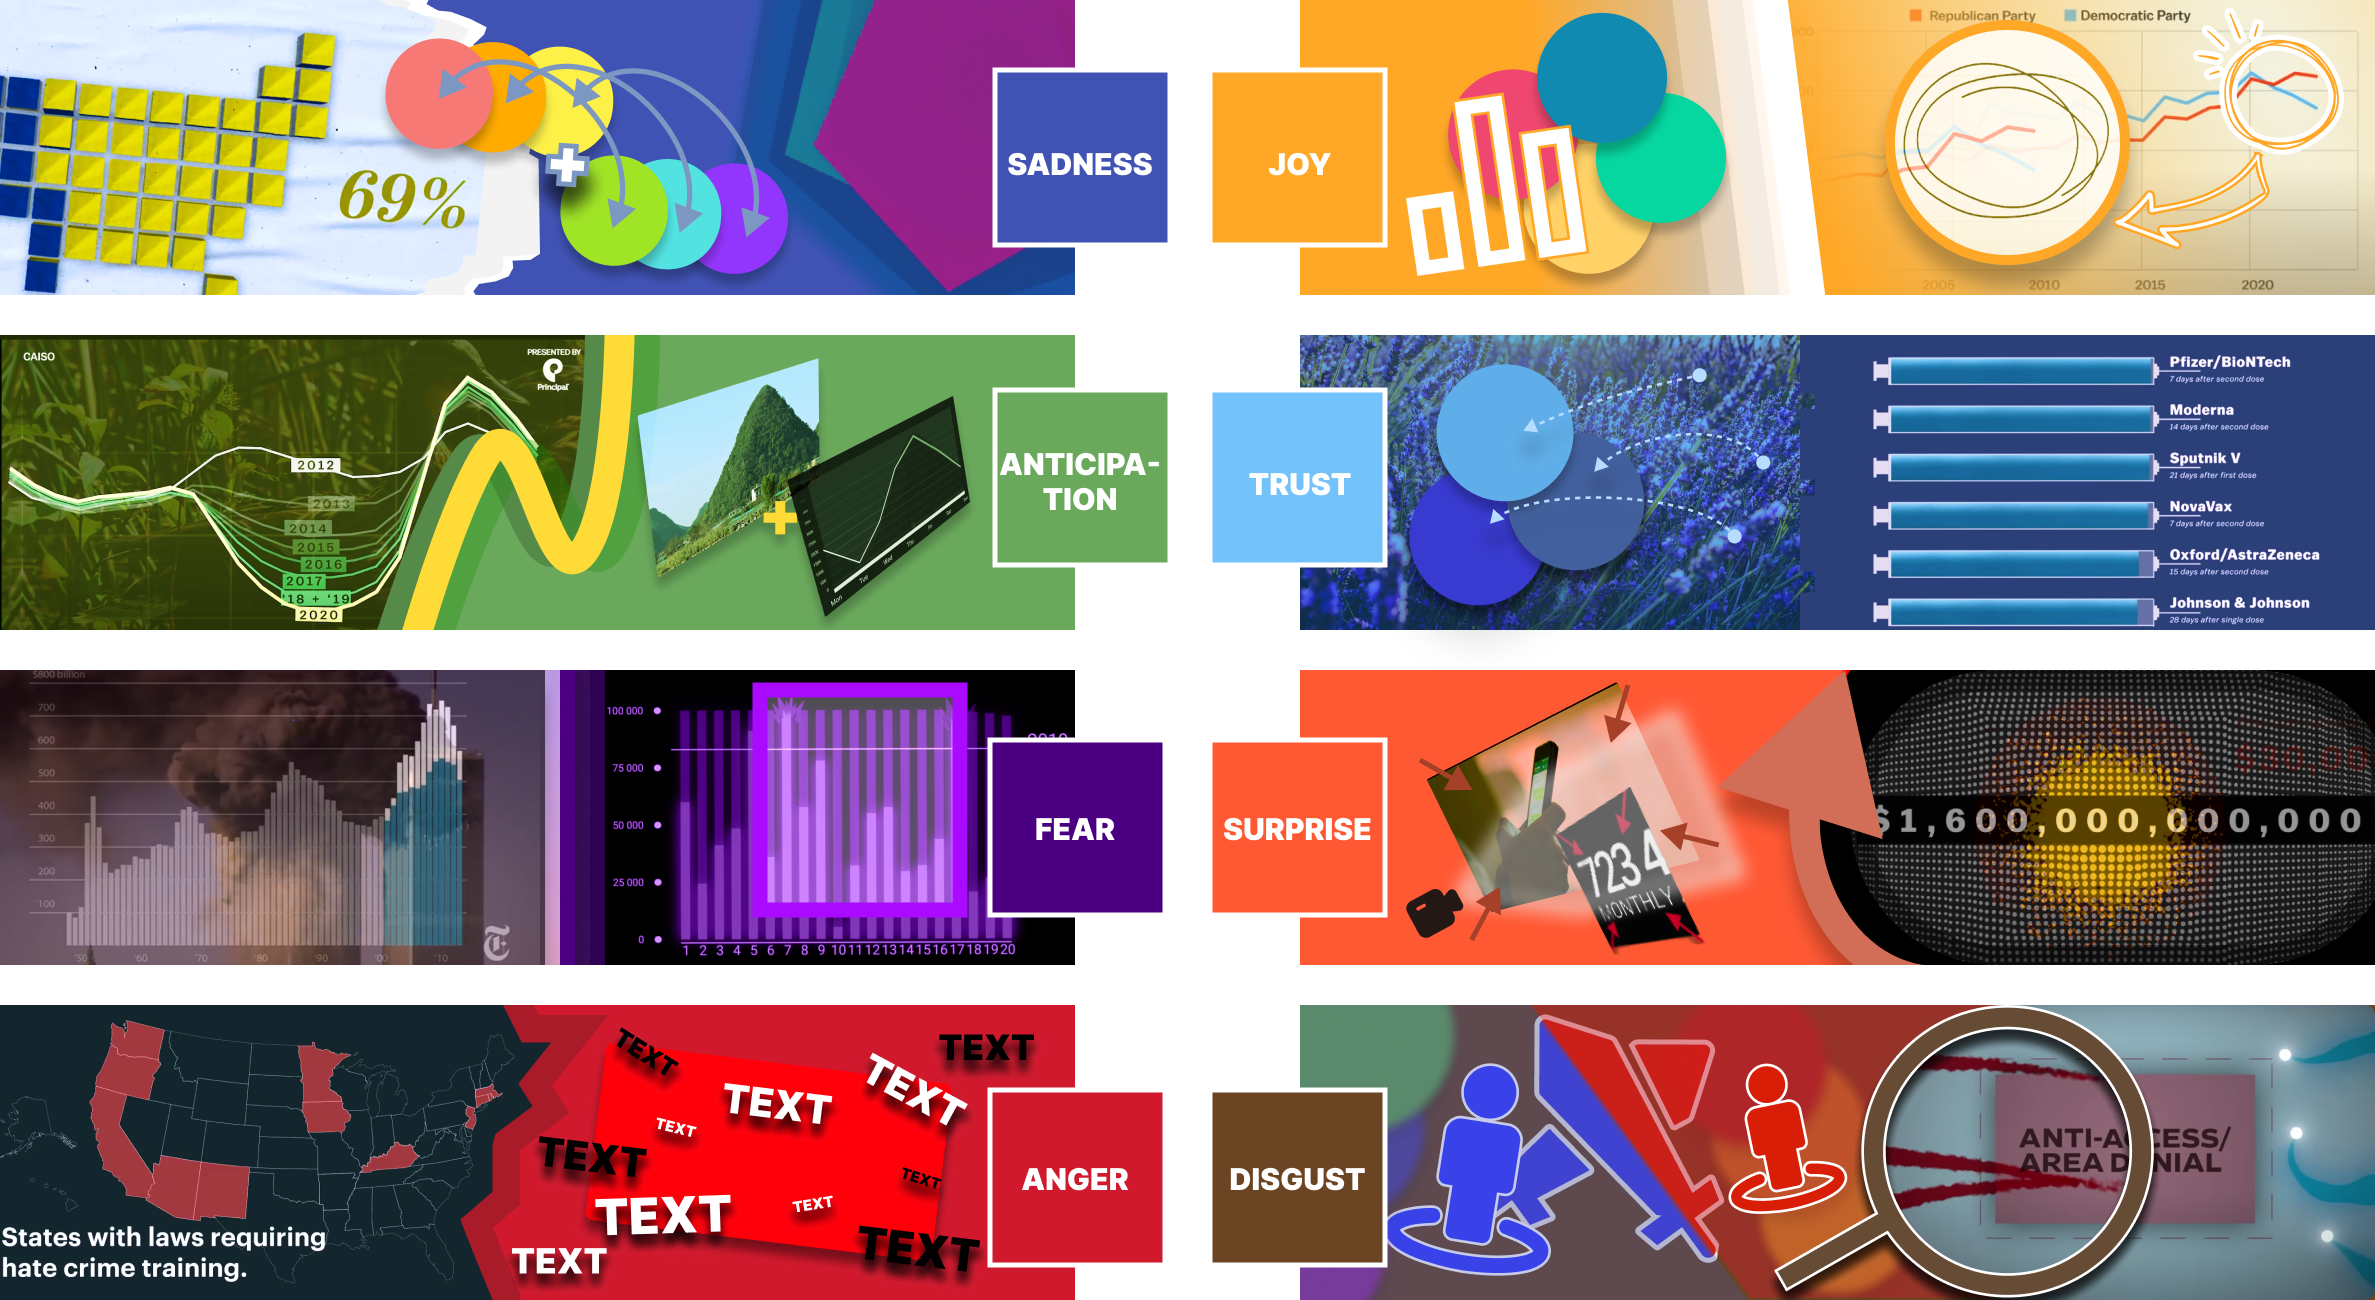 69%
SADNESS
JOY
Republican Party
Democratic Party
2005
2010
2015
2020
CAISO
PRESENTED BY
Principal
2012
2013
2014
2015
2016
2017
'18 + '19
2020
Mon
Tue
Wed
Thu
ANTICIPA-
TION
TRUST
Pfizer/BioNTech
7 days after second dose
Moderna
14 days after second dose
Sputnik V
21 days after first dose
NovaVax
7 days after second dose
Oxford/AstraZeneca
15 days after second dose
Johnson & Johnson
28 days after single dose
$800 billion
700
600
500
400
300
200
100
'50
'60
'70
'80
'90
'00
'10
100 000
75 000
50 000
25 000
0
1 2 3 4 5 6 7 8 9 10 11 12 13 14 15 16 17 18 19 20
FEAR
SURPRISE
723 4
MONTHLY
$1,600,000,000,000
States with laws requiring
hate crime training.
TEXT
TEXT
TEXT
TEXT
TEXT
TEXT
TEXT
TEXT
TEXT
TEXT
TEXT
ANGER
DISGUST
ANTI-ACCESS/
AREA DENIAL